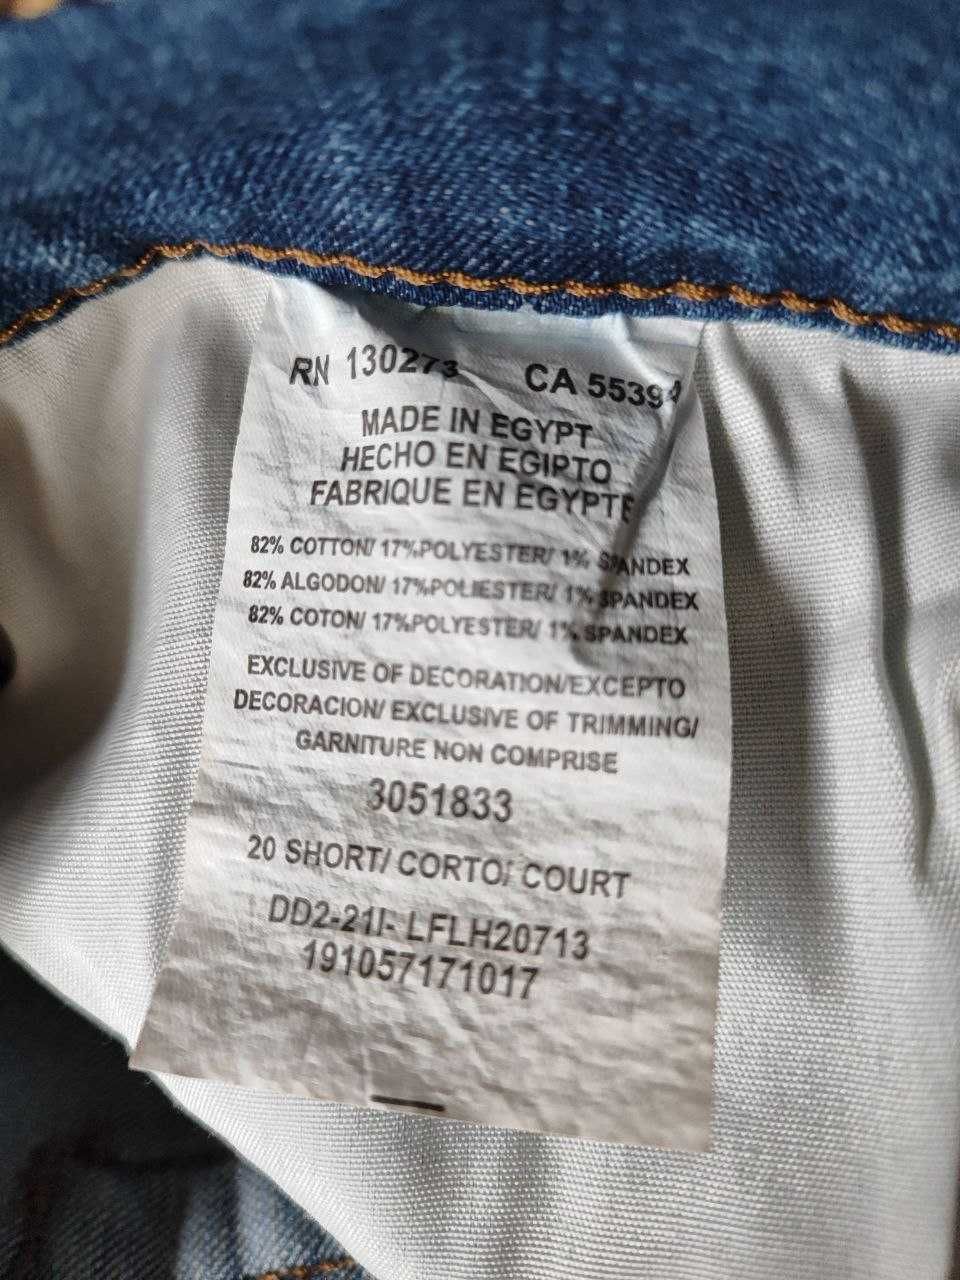 RN 130273 CA 55394
MADE IN EGYPT
HECHO EN EGIPTO
FABRIQUE EN EGYPTE
82% COTTON/ 17%POLYESTER/ 1% SPANDEX
82% ALGODON/ 17%POLIESTER/ 1% SPANDEX
82% COTON/ 17%POLYESTER/ 1% SPANDEX
EXCLUSIVE OF DECORATION/EXCEPTO
DECORACION/ EXCLUSIVE OF TRIMMING/
GARNITURE NON COMPRISE
3051833
20 SHORT/ CORTO/ COURT
DD2-21I- LFLH20713
191057171017